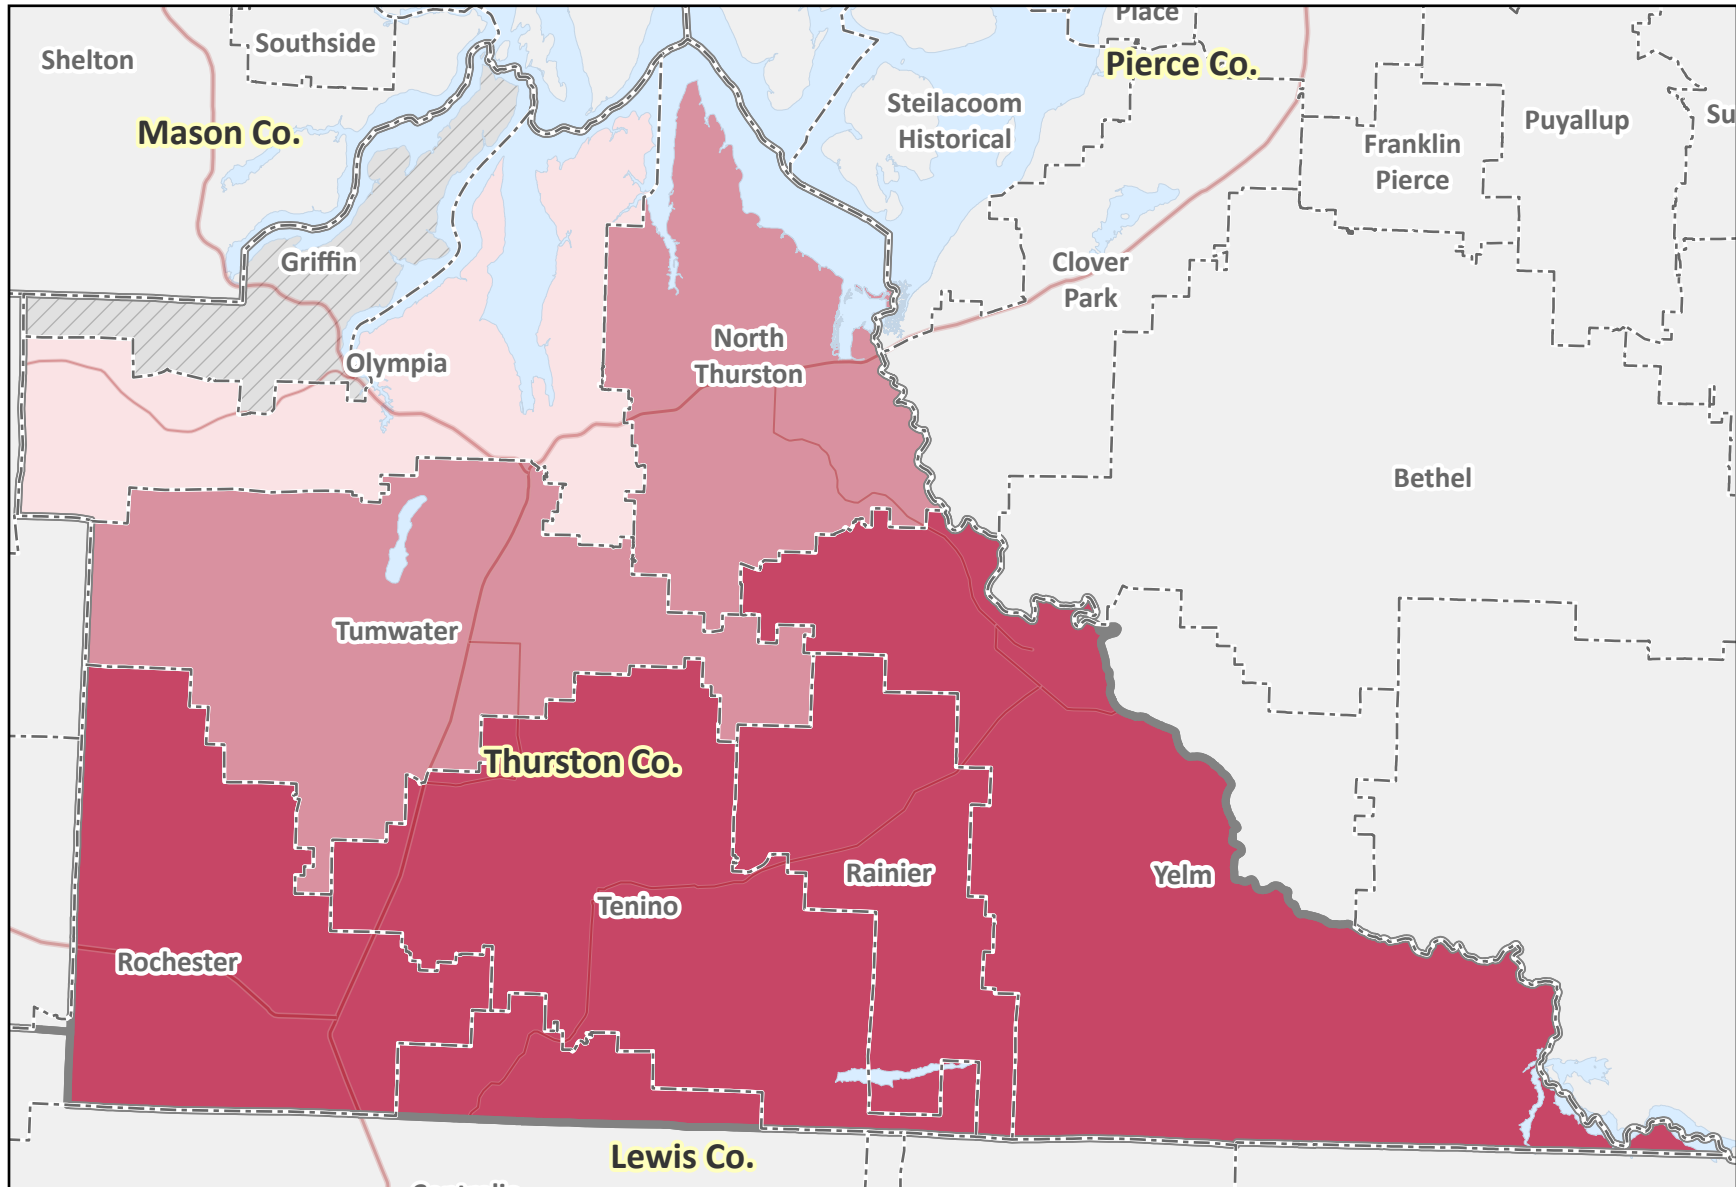 Place
Southside
Shelton
Pierce Co.
Steilacoom
Historical
Puyallup
Su
Mason Co.
Franklin
Pierce
Griffin
Clover
Park
North
Thurston
Olympia
Bethel
Tumwater
Thurston Co.
Rainier
Yelm
Tenino
Rochester
Lewis Co.